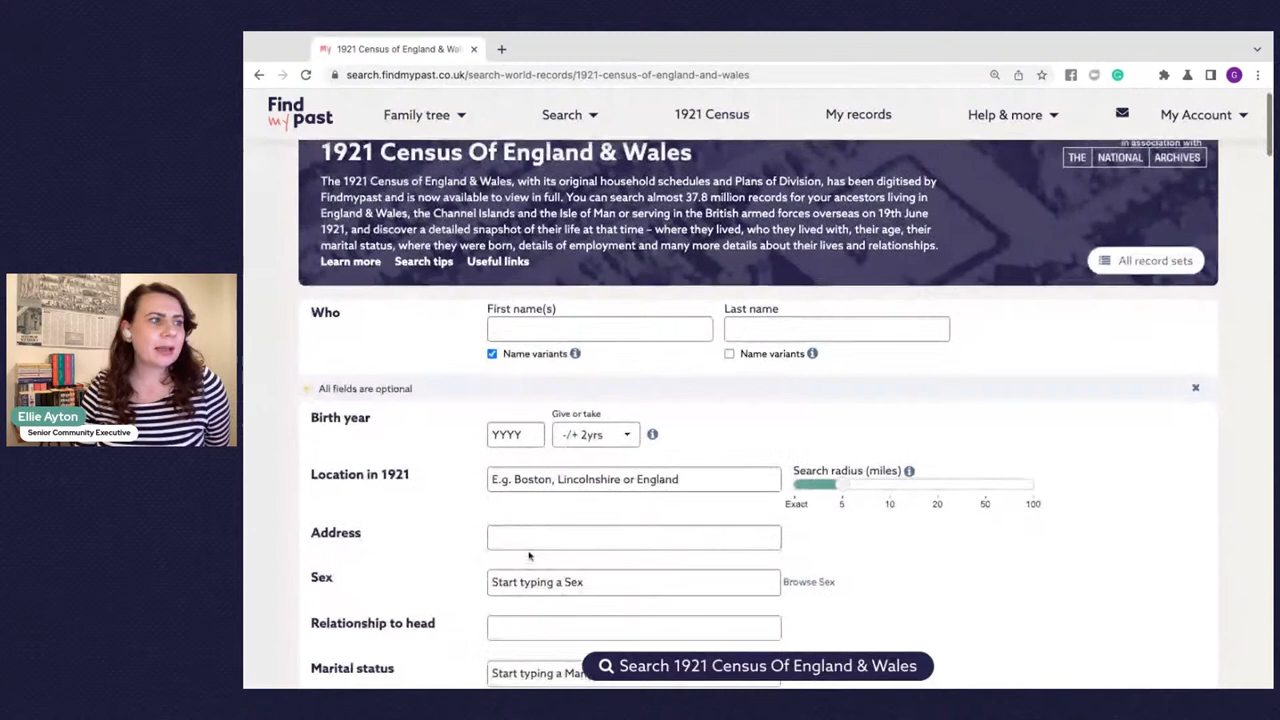 My 1921 Census of England & Wa
search.findmypast.co.uk/search-world-records/1921-census-of-england-and-wales
G
Find my past
Family tree
Search
1921 Census
My records
Help & more
My Account
1921 Census Of England & Wales
in association with
THE NATIONAL ARCHIVES
The 1921 Census of England & Wales, with its original household schedules and Plans of Division, has been digitised by
Findmypast and is now available to view in full. You can search almost 37.8 million records for your ancestors living in
England & Wales, the Channel Islands and the Isle of Man or serving in the British armed forces overseas on 19th June
1921, and discover a detailed snapshot of their life at that time – where they lived, who they lived with, their age, their
marital status, where they were born, details of employment and many more details about their lives and relationships.
Learn more Search tips Useful links
All record sets
Who
First name(s)
Last name
Name variants
Name variants
All fields are optional
Birth year
Give or take
YYYY
-/+ 2yrs
Location in 1921
E.g. Boston, Lincolnshire or England
Search radius (miles)
Exact 5 10 20 50 100
Address
Sex
Start typing a Sex
Browse Sex
Relationship to head
Marital status
Start typing a Mar
Search 1921 Census Of England & Wales
Ellie Ayton
Senior Community Executive